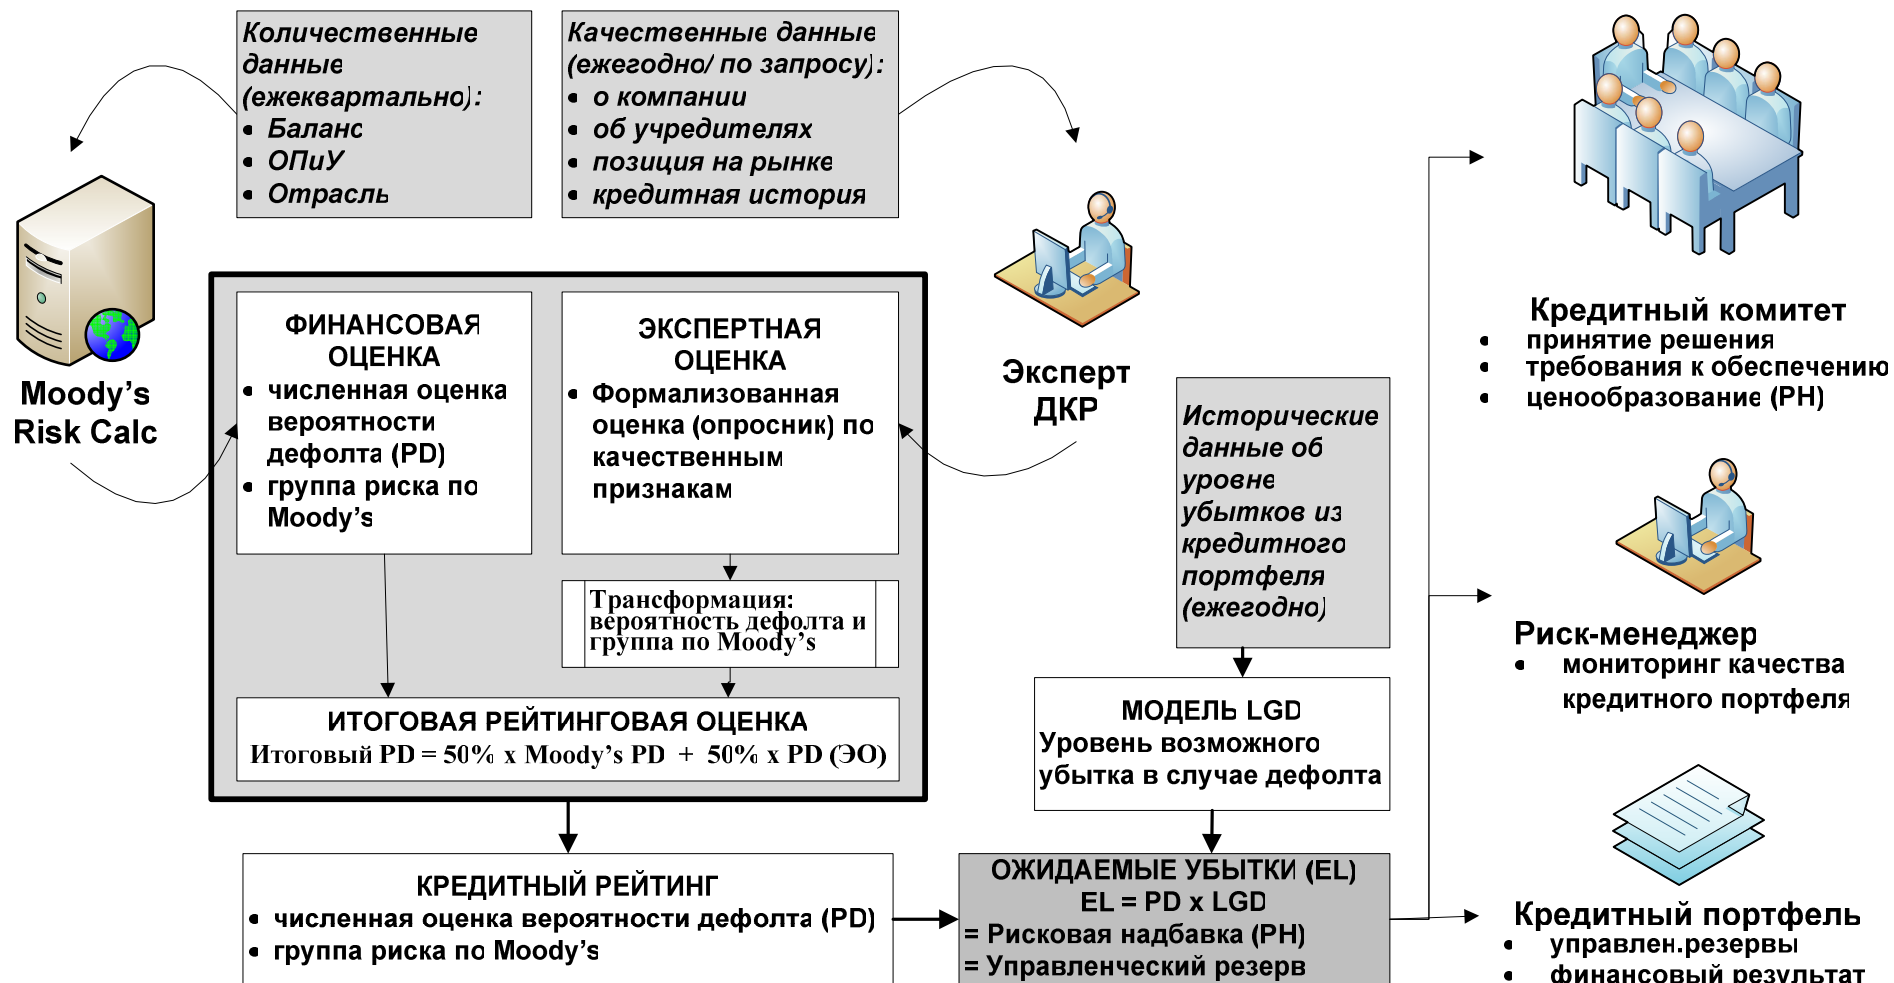 Количественные
данные
(ежеквартально):
• Баланс
• ОПиУ
• Отрасль
Качественные данные
(ежегодно/ по запросу):
• о компании
• об учредителях
• позиция на рынке
• кредитная история
Moody's
Risk Calc
ФИНАНСОВАЯ
ОЦЕНКА
• численная оценка
вероятности
дефолта (PD)
• группа риска по
Moody's
ЭКСПЕРТНАЯ
ОЦЕНКА
• Формализованная
оценка (опросник) по
качественным
признакам
Эксперт
ДКР
Трансформация:
вероятность дефолта и
группа по Moody's
ИТОГОВАЯ РЕЙТИНГОВАЯ ОЦЕНКА
Итоговый PD = 50% x Moody's PD + 50% x PD (ЭО)
КРЕДИТНЫЙ РЕЙТИНГ
• численная оценка вероятности дефолта (PD)
• группа риска по Moody's
Исторические
данные об
уровне
убытков из
кредитного
портфеля
(ежегодно)
МОДЕЛЬ LGD
Уровень возможного
убытка в случае дефолта
ОЖИДАЕМЫЕ УБЫТКИ (EL)
EL = PD x LGD
= Рисковая надбавка (РН)
= Управленческий резерв
Кредитный комитет
• принятие решения
• требования к обеспечению
• ценообразование (РН)
Риск-менеджер
• мониторинг качества
кредитного портфеля
Кредитный портфель
• управлен.резервы
• финансовый результат